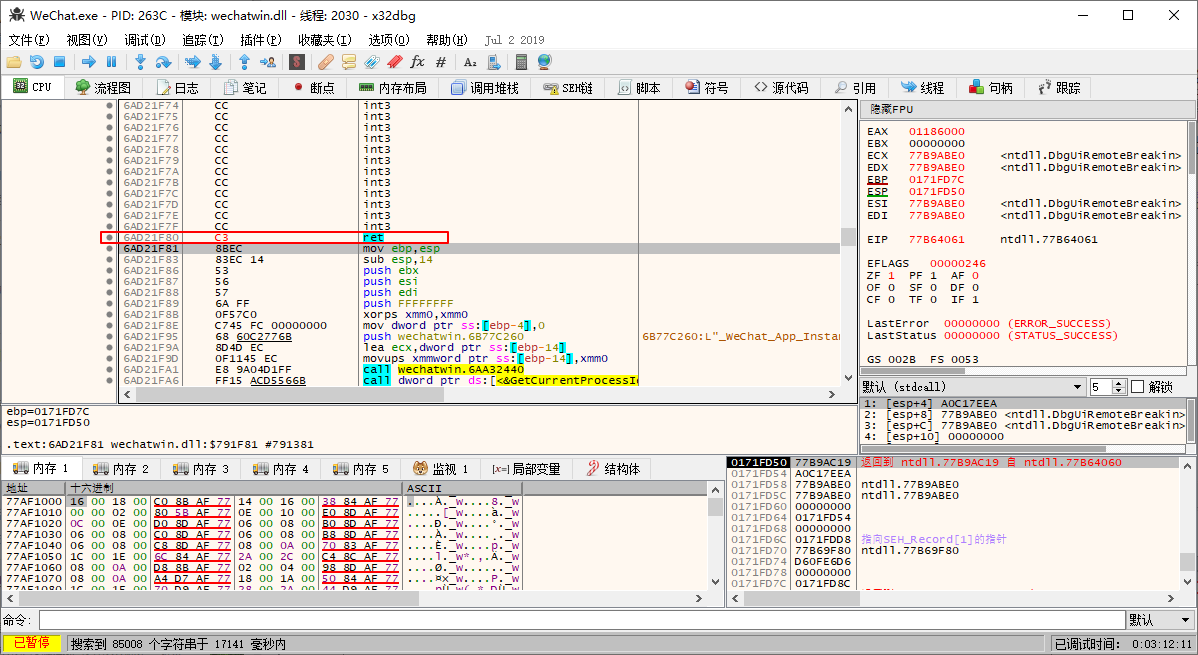 WeChat.exe - PID: 263C - 模块: wechatwin.dll - 线程: 2030 - x32dbg
文件(F) 视图(V) 调试(D) 追踪(T) 插件(P) 收藏夹(I) 选项(O) 帮助(H) Jul 2 2019
CPU 流程图 日志 笔记 断点 内存布局 调用堆栈 SEH链 脚本 符号 源代码 引用 线程 句柄 跟踪
6AD21F74 CC int3
6AD21F75 CC int3
6AD21F76 CC int3
6AD21F77 CC int3
6AD21F78 CC int3
6AD21F79 CC int3
6AD21F7A CC int3
6AD21F7B CC int3
6AD21F7C CC int3
6AD21F7D CC int3
6AD21F7E CC int3
6AD21F7F CC int3
6AD21F80 C3 ret
6AD21F81 8BEC mov ebp,esp
6AD21F83 83EC 14 sub esp,14
6AD21F86 53 push ebx
6AD21F87 56 push esi
6AD21F88 57 push edi
6AD21F89 6A FF push FFFFFFFF
6AD21F8B 0F57C0 xorps xmm0,xmm0
6AD21F8E C745 FC 00000000 mov dword ptr ss:[ebp-4],0
6AD21F95 68 60C2776B push wechatwin.6B77C260 6B77C260:L"_WeChat_App_Instan
6AD21F9A 8D4D EC lea ecx,dword ptr ss:[ebp-14]
6AD21F9D 0F1145 EC movups xmmword ptr ss:[ebp-14],xmm0
6AD21FA1 E8 9A04D1FF call wechatwin.6AA32440
6AD21FA6 FF15 ACD5566B call dword ptr ds:[<&GetCurrentProcessId
隐藏FPU
EAX 01186000
EBX 00000000
ECX 77B9ABE0 <ntdll.DbgUiRemoteBreakin>
EDX 77B9ABE0 <ntdll.DbgUiRemoteBreakin>
EBP 0171FD7C
ESP 0171FD50
ESI 77B9ABE0 <ntdll.DbgUiRemoteBreakin>
EDI 77B9ABE0 <ntdll.DbgUiRemoteBreakin>
EIP 77B64061 ntdll.77B64061
EFLAGS 00000246
ZF 1 PF 1 AF 0
OF 0 SF 0 DF 0
CF 0 TF 0 IF 1
LastError 00000000 (ERROR_SUCCESS)
LastStatus 00000000 (STATUS_SUCCESS)
GS 002B FS 0053
默认 (stdcall) 5 解锁
1: [esp+4] A0C17EEA
2: [esp+8] 77B9ABE0 <ntdll.DbgUiRemoteBreakin>
3: [esp+C] 77B9ABE0 <ntdll.DbgUiRemoteBreakin>
4: [esp+10] 00000000
ebp=0171FD7C
esp=0171FD50
.text:6AD21F81 wechatwin.dll:$791F81 #791381
内存 1 内存 2 内存 3 内存 4 内存 5 监视 1 [x=] 局部变量 结构体
地址 十六进制 ASCII
77AF1000 16 00 18 00 C0 8B AF 77 14 00 16 00 38 84 AF 77 ....À._w....8._w
77AF1010 00 00 02 00 80 5B AF 77 0E 00 10 00 E0 8D AF 77
77AF1020 0C 00 0E 00 D0 8D AF 77 06 00 08 00 B0 8D AF 77
77AF1030 06 00 08 00 C0 8D AF 77 06 00 08 00 B8 8D AF 77
77AF1040 06 00 08 00 C8 8D AF 77 08 00 0A 00 70 83 AF 77
77AF1050 1C 00 1E 00 6C 84 AF 77 2A 00 2C 00 C4 8C AF 77
77AF1060 08 00 0A 00 D8 8B AF 77 02 00 04 00 98 8D AF 77
77AF1070 08 00 0A 00 A4 D7 AF 77 18 00 1A 00 50 84 AF 77
0171FD50 77B9AC19 返回到 ntdll.77B9AC19 自 ntdll.77B64060
0171FD54 A0C17EEA
0171FD58 77B9ABE0 ntdll.77B9ABE0
0171FD5C 77B9ABE0 ntdll.77B9ABE0
0171FD60 00000000
0171FD64 0171FD54
0171FD68 00000000
0171FD6C 0171FDD8 指向SEH_Record[1]的指针
0171FD70 77B69F80 ntdll.77B69F80
0171FD74 D60FE6D6
0171FD78 00000000
0171FD7C 0171FD8C
命令: 默认
已暂停 搜索到 85008 个字符串于 17141 毫秒内 已调试时间: 0:03:12:11